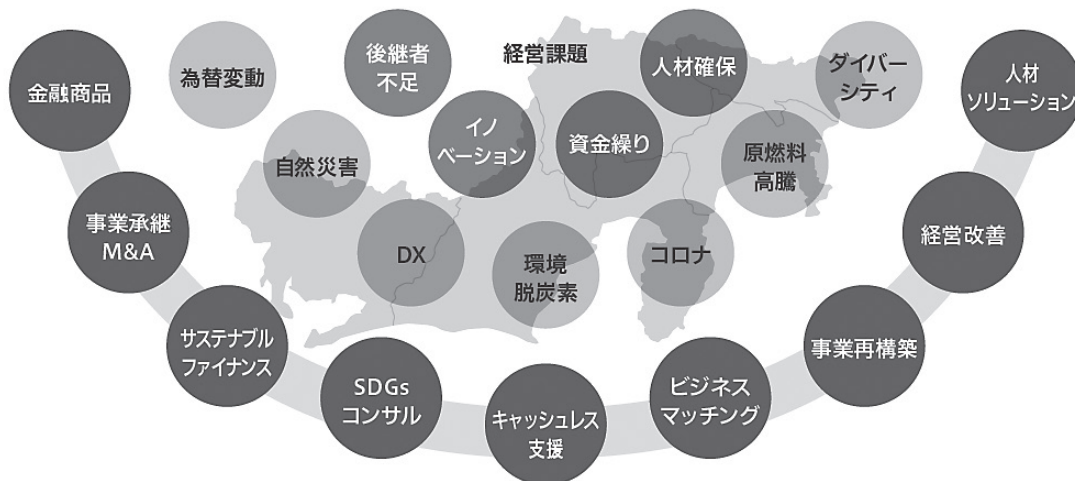 金融商品
為替変動
後継者
不足
経営課題
人材確保
ダイバー
シティ
人材
ソリューション
自然災害
イノ
ベーション
資金繰り
原燃料
高騰
事業承継
M&A
DX
環境
脱炭素
コロナ
経営改善
サステナブル
ファイナンス
SDGs
コンサル
キャッシュレス
支援
ビジネス
マッチング
事業再構築